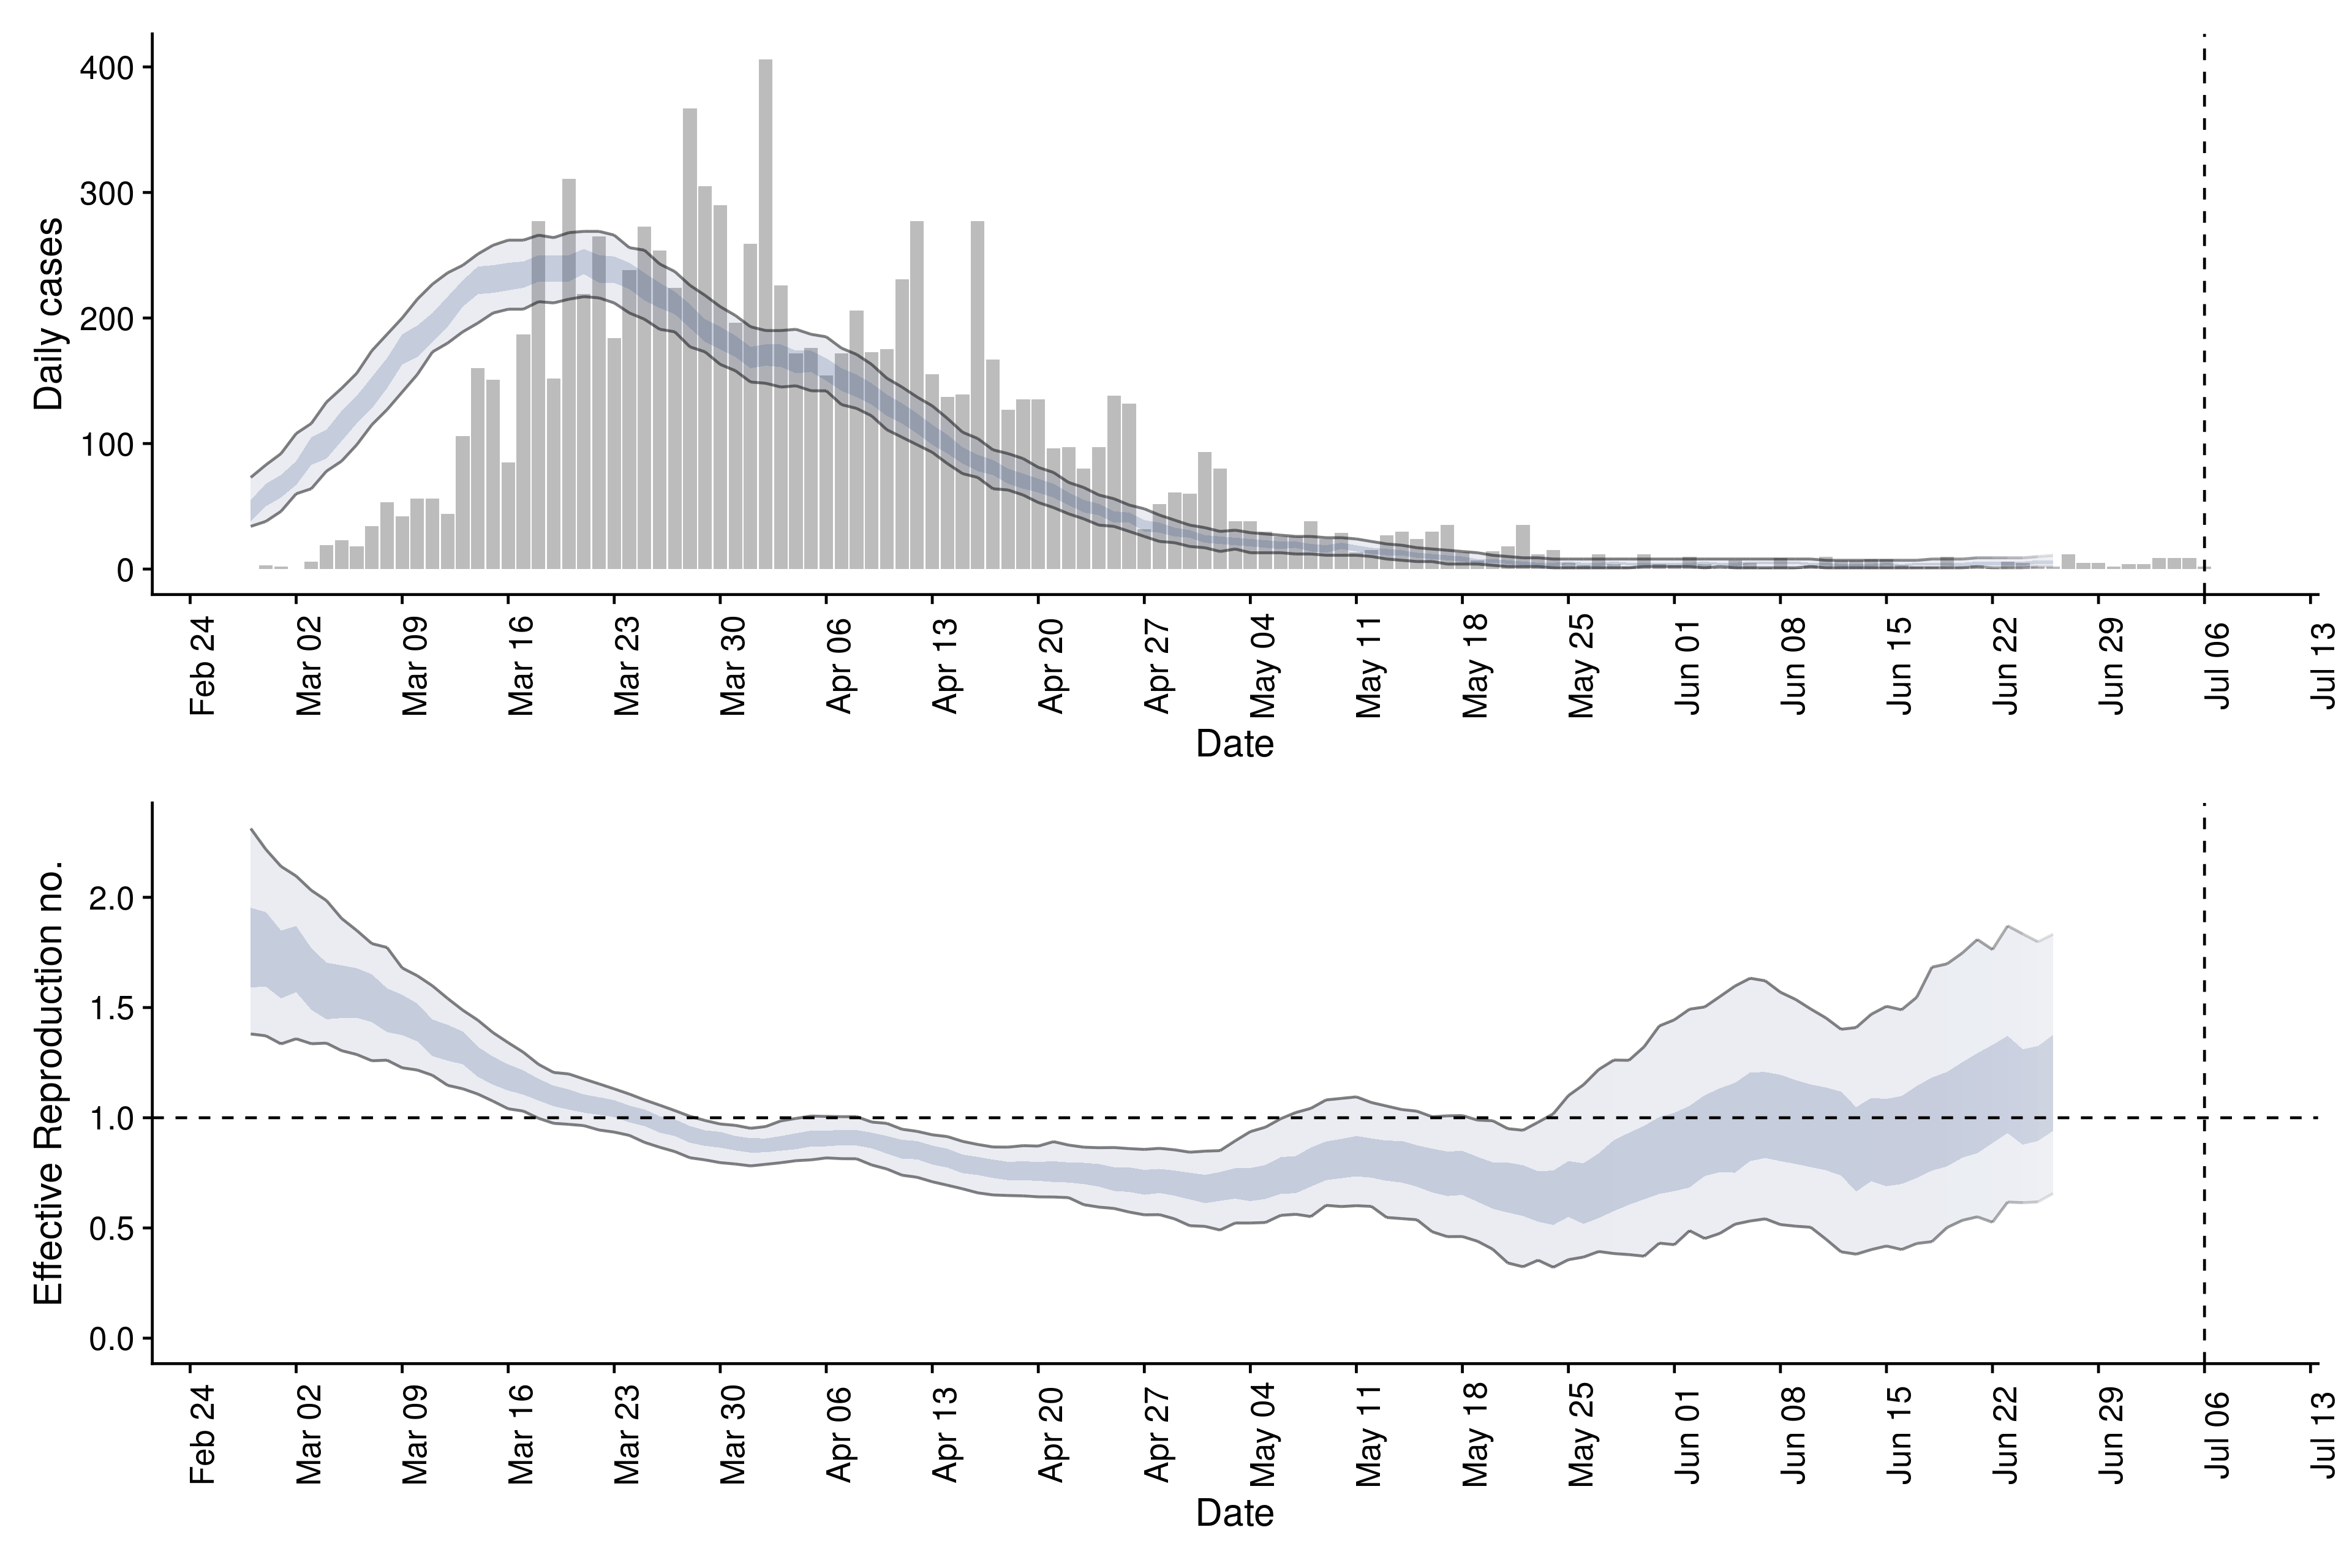 Daily cases
400
300
200
100
0
Feb 24
Mar 02
Mar 09
Mar 16
Mar 23
Mar 30
Apr 06
Apr 13
Apr 20
Apr 27
May 04
May 11
May 18
May 25
Jun 01
Jun 08
Jun 15
Jun 22
Jun 29
Jul 06
Jul 13
Date
Effective Reproduction no.
2.0
1.5
1.0
0.5
0.0
Feb 24
Mar 02
Mar 09
Mar 16
Mar 23
Mar 30
Apr 06
Apr 13
Apr 20
Apr 27
May 04
May 11
May 18
May 25
Jun 01
Jun 08
Jun 15
Jun 22
Jun 29
Jul 06
Jul 13
Date